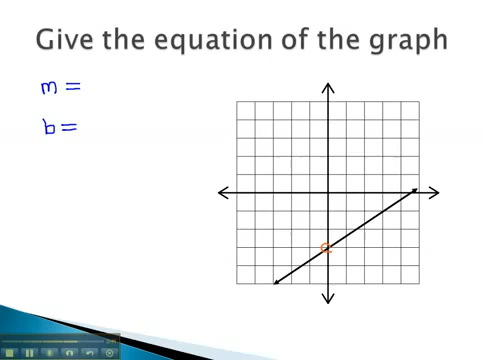 Give the equation of the graph
m =
b =